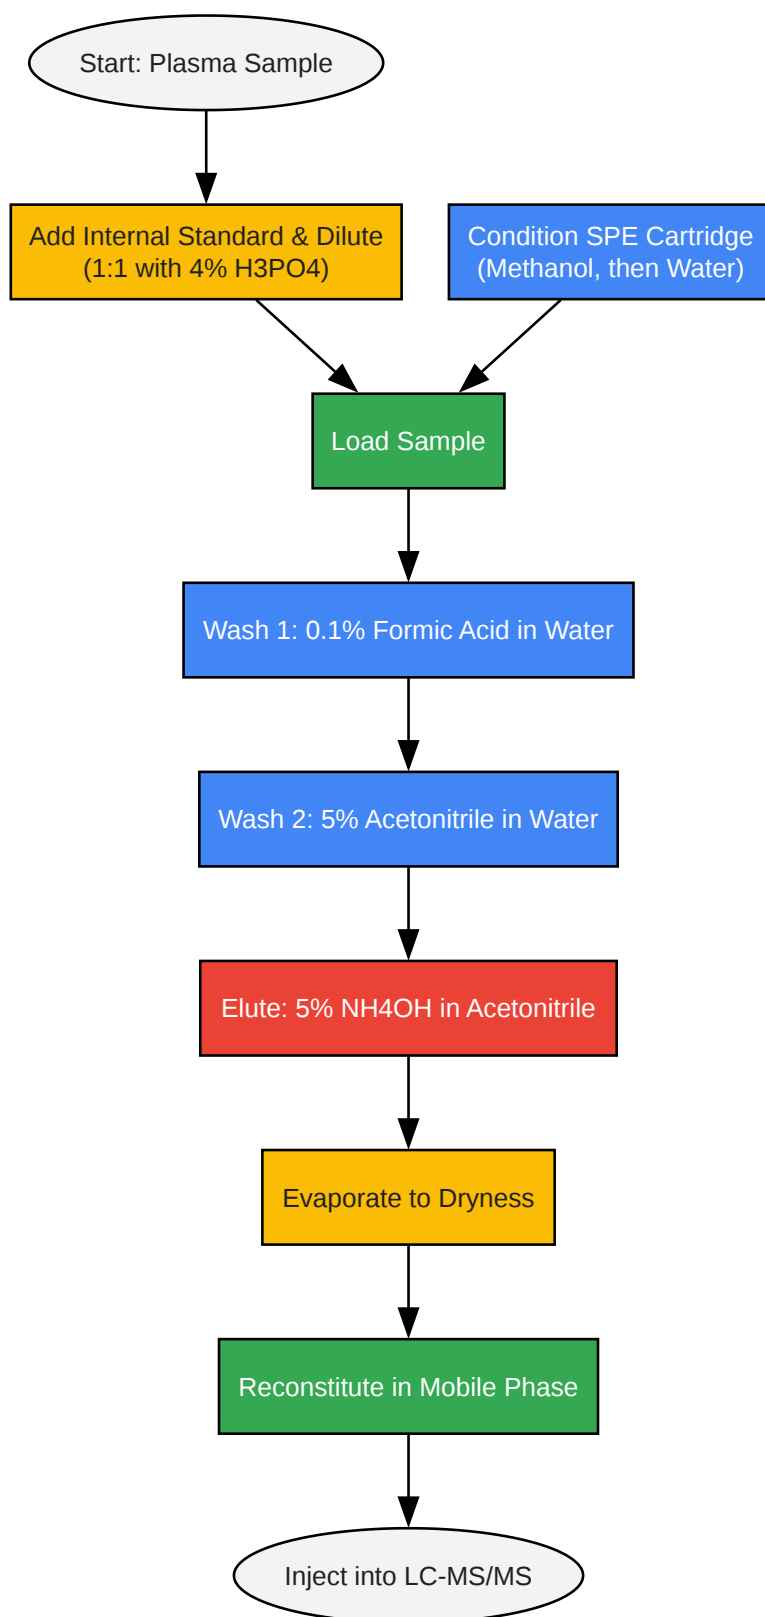 Start: Plasma Sample
Add Internal Standard & Dilute
(1:1 with 4% H3PO4)
Condition SPE Cartridge
(Methanol, then Water)
Load Sample
Wash 1: 0.1% Formic Acid in Water
Wash 2: 5% Acetonitrile in Water
Elute: 5% NH4OH in Acetonitrile
Evaporate to Dryness
Reconstitute in Mobile Phase
Inject into LC-MS/MS